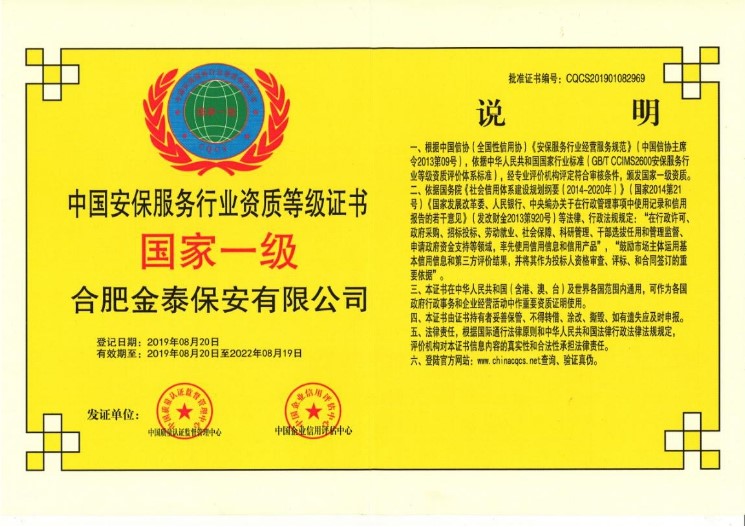 CQCS
中国安保服务行业资质等级证书
国家一级
合肥金泰保安有限公司
登记日期：2019年08月20日
有效期至：2019年08月20日至2022年08月19日
发证单位：
中国质量认证监督管理中心
中国企业信用评估中心
批准证书编号：CQCS201901082969
说 明
一、根据中国信协（全国性信用协）《安保服务行业经营服务规范》（中国信协主席
令2013第09号），依据中华人民共和国国家行业标准（GB/T CCIMS2600安保服务行
业等级资质评价体系标准），经专业评价机构评定符合审核条件，颁发国家一级资质。
二、依据国务院《社会信用体系建设规划纲要（2014-2020年）》（国家2014第21
号）《国家发展改革委、人民银行、中央编办关于在行政管理事项中使用记录和信用
报告的若干意见》（发改财金2013第920号）等法律、行政法规规定："在行政许可、
政府采购、招标投标、劳动就业、社会保障、科研管理、干部选拔任用和管理监督、
申请政府资金支持等领域，率先使用信用信息和信用产品"，"鼓励市场主体运用基
本信用信息和第三方评价结果，并将其作为投标人资格审查、评标、和合同签订的重
要依据"。
三、本证书在中华人民共和国（含港、澳、台）及世界各国范围内通用，可作为各国
政府行政事务和企业经营活动中作重要资质证明使用。
四、本证书由证书持有者妥善保管、不得转借、涂改、撕毁、如有遗失应及时申报。
五、法律责任，根据国际通行法律原则和中华人民共和国法律行政法律法规规定，
评价机构对本证书信息内容的真实性和合法性承担法律责任。
六、登陆官方网站：www.chinacqcs.net查询、验证真伪。